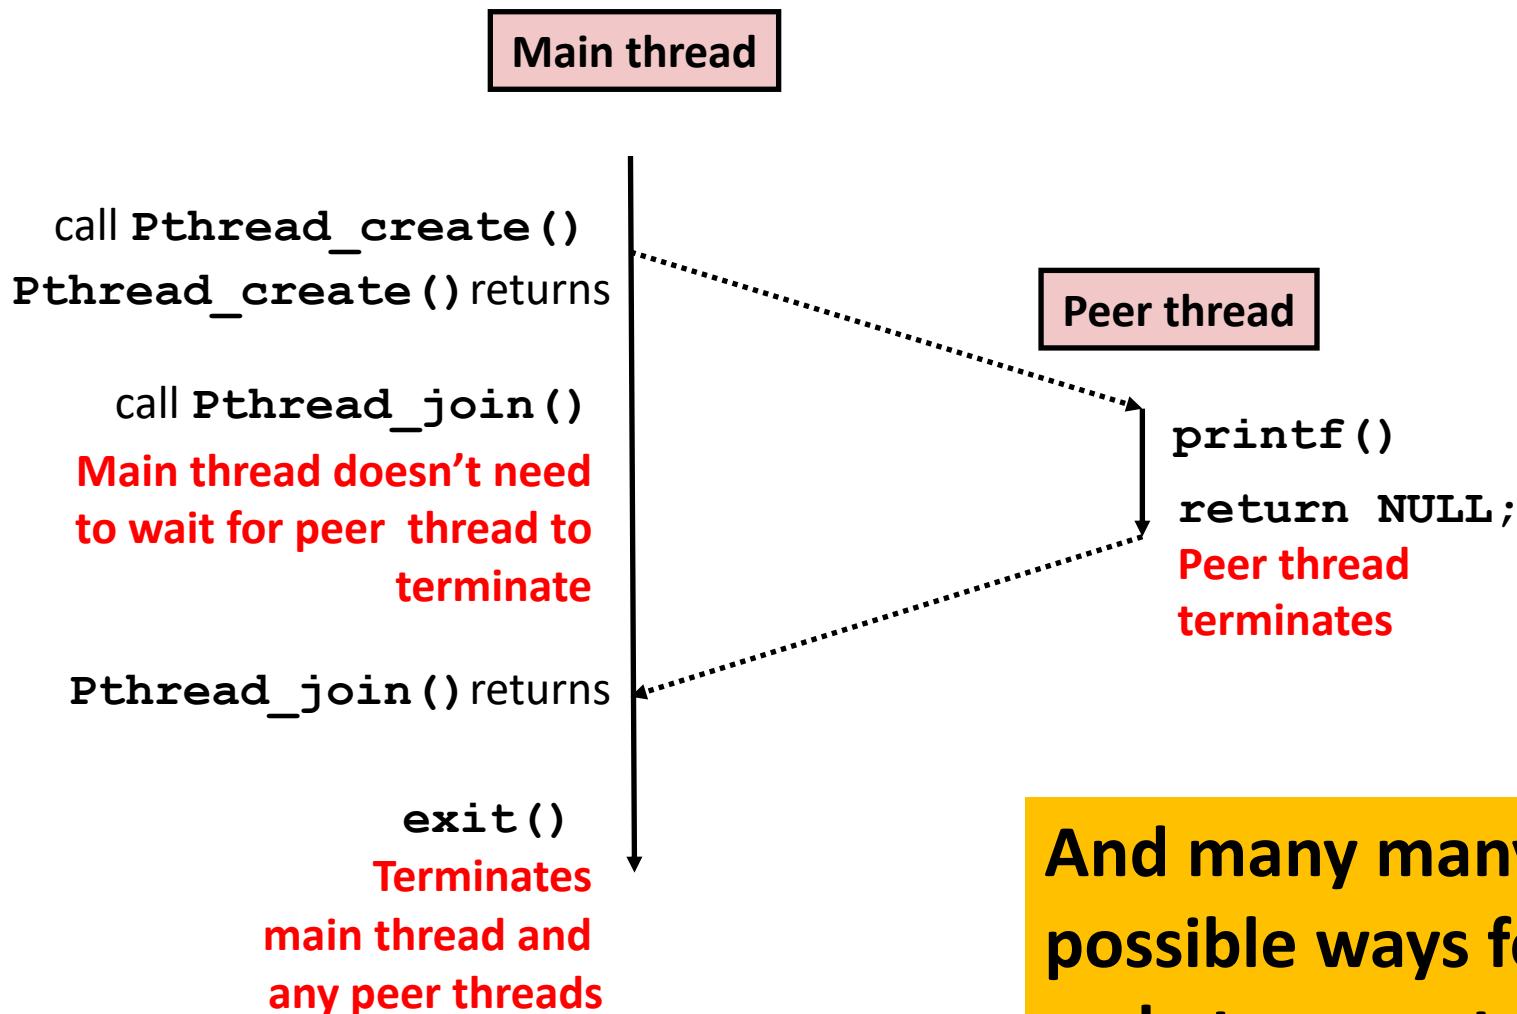 Main thread
call Pthread_create()
Pthread_create() returns
Peer thread
call Pthread_join()
Main thread doesn’t need
to wait for peer thread to
terminate
printf()
return NULL;
Peer thread
terminates
Pthread_join() returns
exit()
Terminates
main thread and
any peer threads
And many many
possible ways